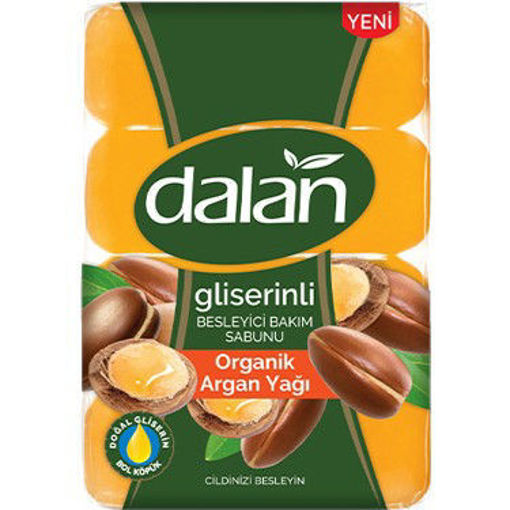 YENİ
dalan
gliserinli
BESLEYİCİ BAKIM
SABUNU
Organik
Argan Yağı
DOĞAL GLİSERİN
BOL KÖPÜK
CİLDİNİZİ BESLEYİN